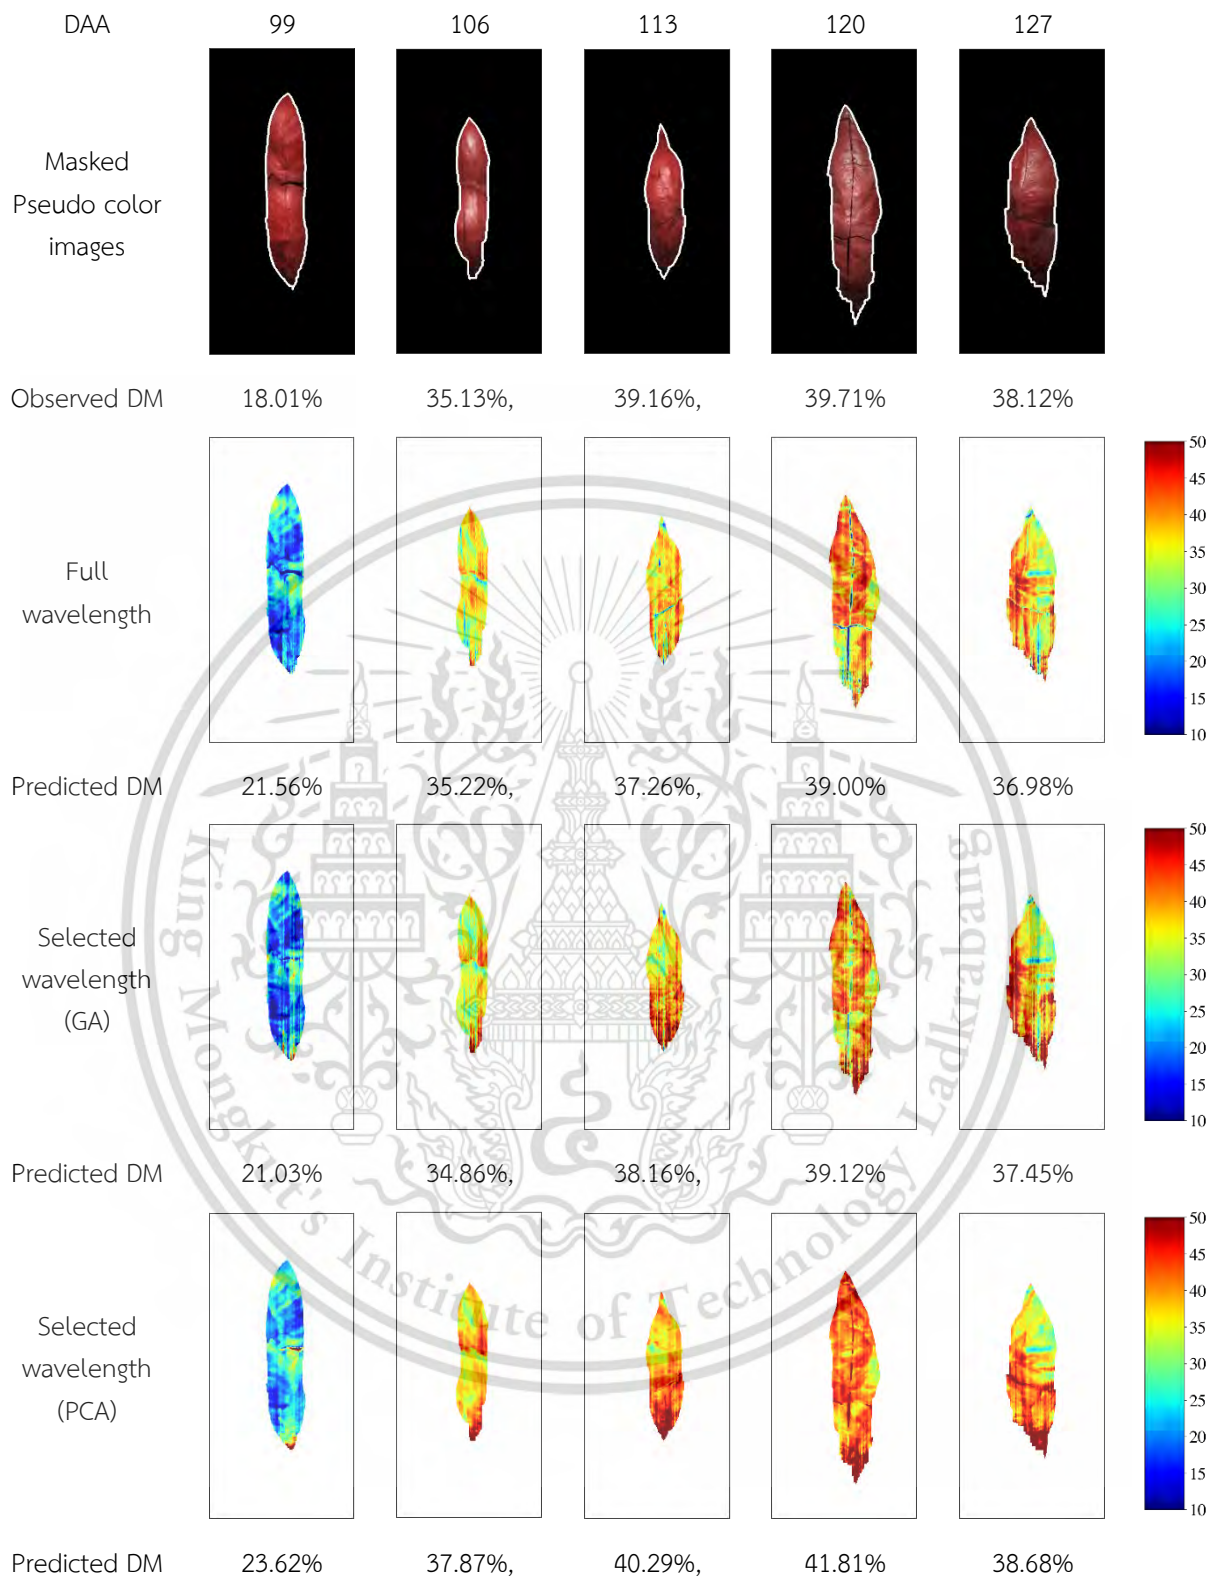 DAA 99 106 113 120 127
Masked
Pseudo color
images
Observed DM 18.01% 35.13%, 39.16%, 39.71% 38.12%
Full
wavelength
50
45
40
35
30
25
20
15
10
Predicted DM 21.56% 35.22%, 37.26% 39.00% 36.98%
Selected
wavelength
(GA)
50
45
40
35
30
25
20
15
10
Predicted DM 21.03% 34.86%, 38.16%, 39.12% 37.45%
Selected
wavelength
(PCA)
50
45
40
35
30
25
20
15
10
Predicted DM 23.62% 37.87%, 40.29%, 41.81% 38.68%
King Mongkut's Institute of Technology Ladkrabang